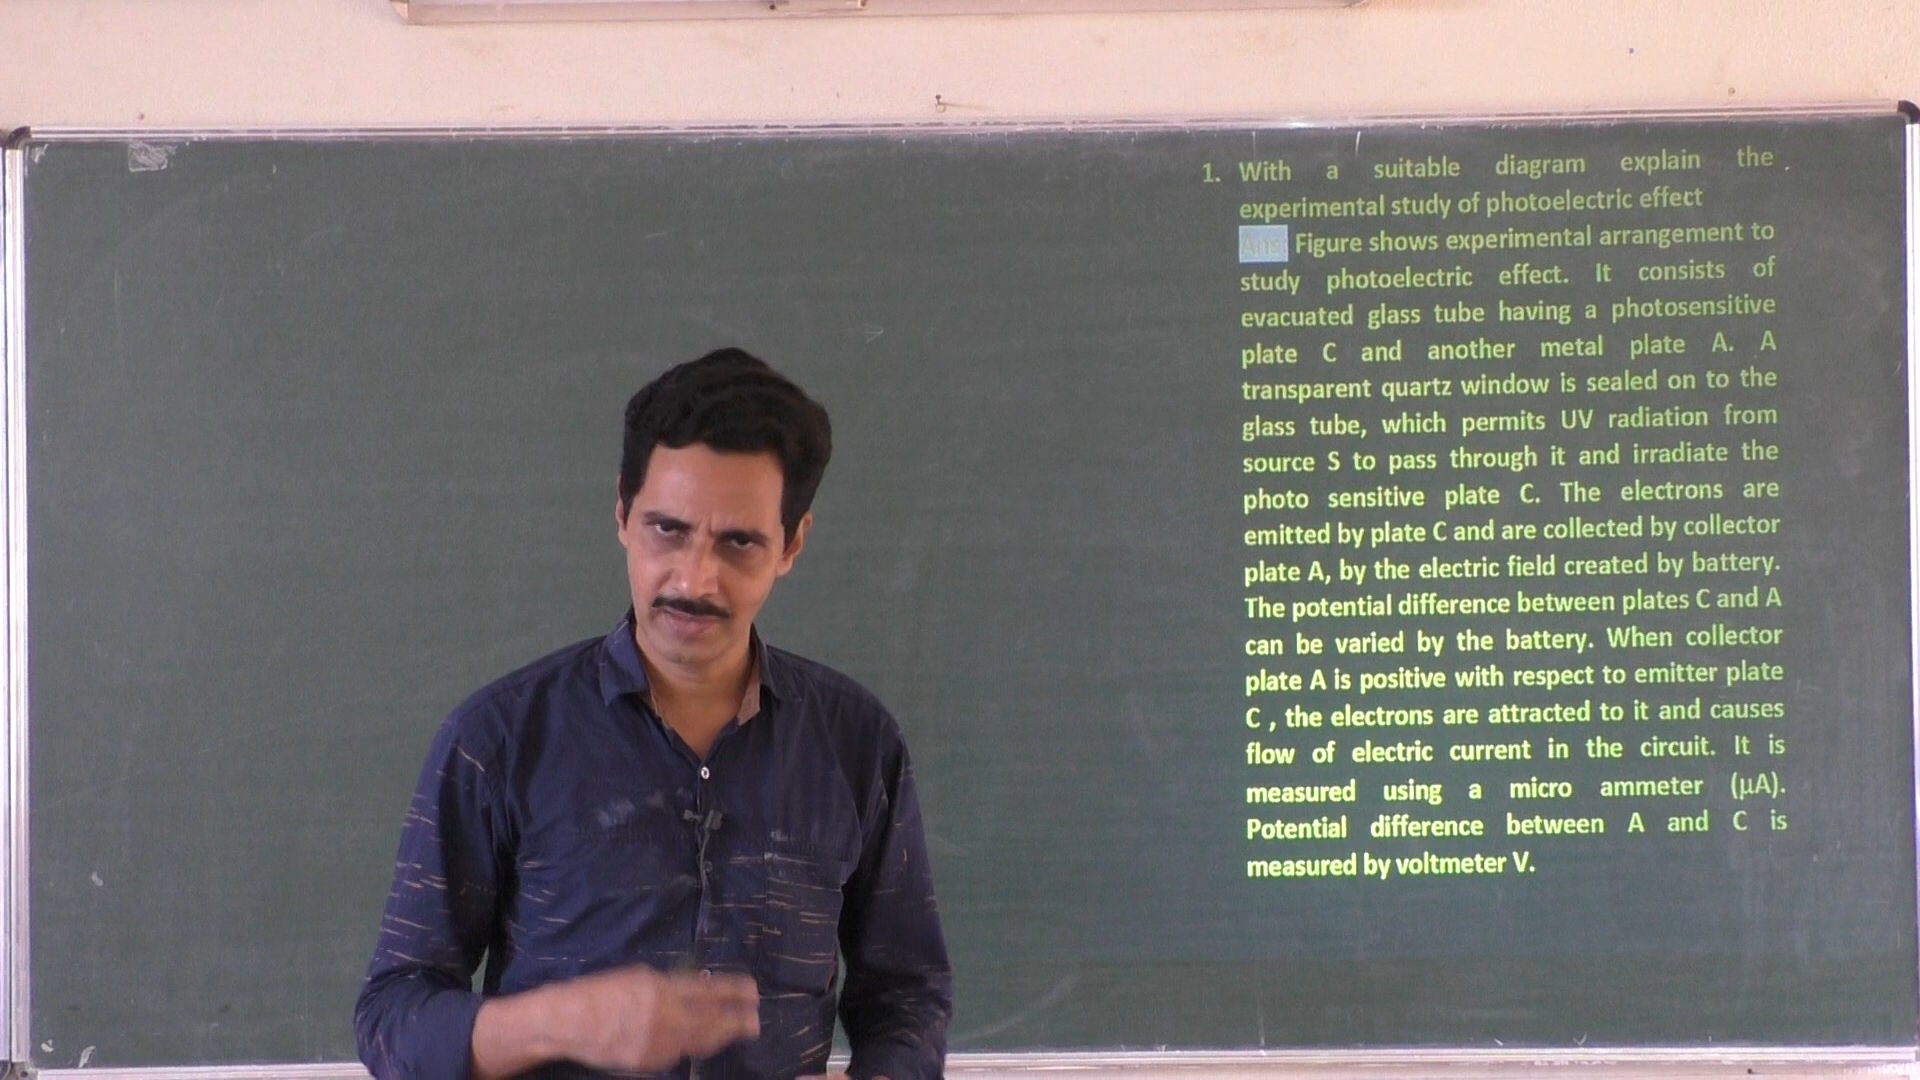 1. With a suitable diagram explain the
experimental study of photoelectric effect
Ans: Figure shows experimental arrangement to
study photoelectric effect. It consists of
evacuated glass tube having a photosensitive
plate C and another metal plate A. A
transparent quartz window is sealed on to the
glass tube, which permits UV radiation from
source S to pass through it and irradiate the
photo sensitive plate C. The electrons are
emitted by plate C and are collected by collector
plate A, by the electric field created by battery.
The potential difference between plates C and A
can be varied by the battery. When collector
plate A is positive with respect to emitter plate
C , the electrons are attracted to it and causes
flow of electric current in the circuit. It is
measured using a micro ammeter (μA).
Potential difference between A and C is
measured by voltmeter V.